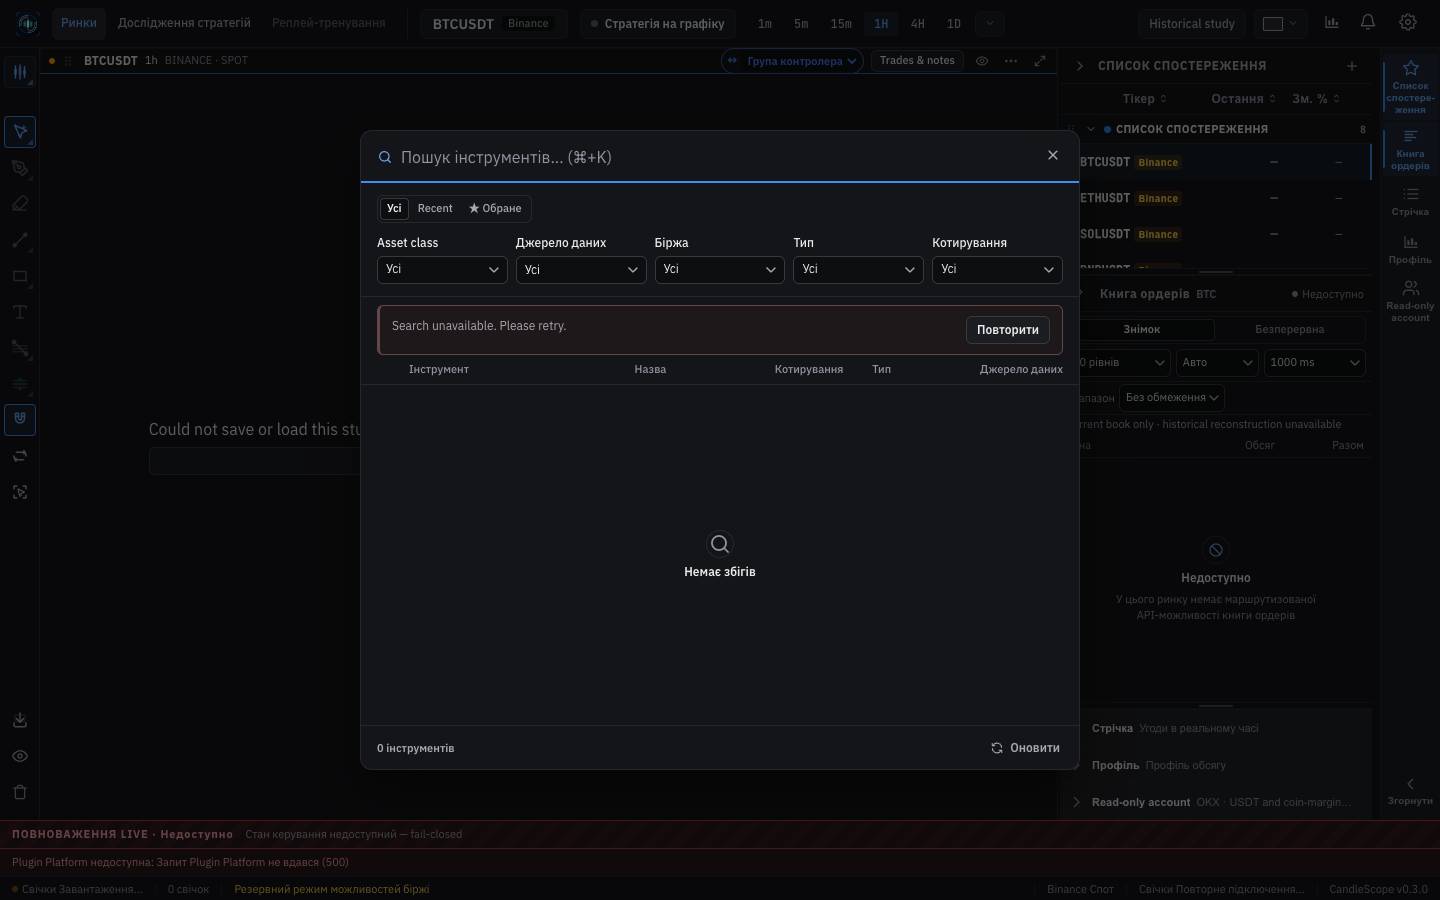 Ринки
Дослідження стратегій
Реплей-тренування
BTCUSDT Binance
Стратегія на графіку
1m 5m 15m 1H 4H 1D
Historical study
BTCUSDT 1h BINANCE · SPOT
Група контролера
Trades & notes
СПИСОК СПОСТЕРЕЖЕННЯ
Тікер Остання Зм. %
СПИСОК СПОСТЕРЕЖЕННЯ 8
BTCUSDT Binance — —
ETHUSDT Binance — —
SOLUSDT Binance — —
Список спостере-ження
Книга ордерів
Стрічка
Профіль
Read-only account
Пошук інструментів... (⌘+K)
Усі Recent ★ Обране
Asset class Джерело даних Біржа Тип Котирування
Усі Усі Усі Усі Усі
Search unavailable. Please retry.
Повторити
Інструмент Назва Котирування Тип Джерело даних
Could not save or load this stu
Немає збігів
0 інструментів
Оновити
Книга ордерів BTC
Недоступно
Знімок Безперервна
0 рівнів Авто 1000 ms
апазон Без обмеження
rrent book only · historical reconstruction unavailable
на Обсяг Разом
Недоступно
У цього ринку немає маршрутизованої
API-можливості книги ордерів
Стрічка Угоди в реальному часі
Профіль Профіль обсягу
Read-only account OKX · USDT and coin-margin...
Згорнути
ПОВНОВАЖЕННЯ LIVE · Недоступно Стан керування недоступний — fail-closed
Plugin Platform недоступна: Запит Plugin Platform не вдався (500)
Свічки Завантаження... 0 свічок Резервний режим можливостей біржі
Binance Спот Свічки Повторне підключення... CandleScope v0.3.0